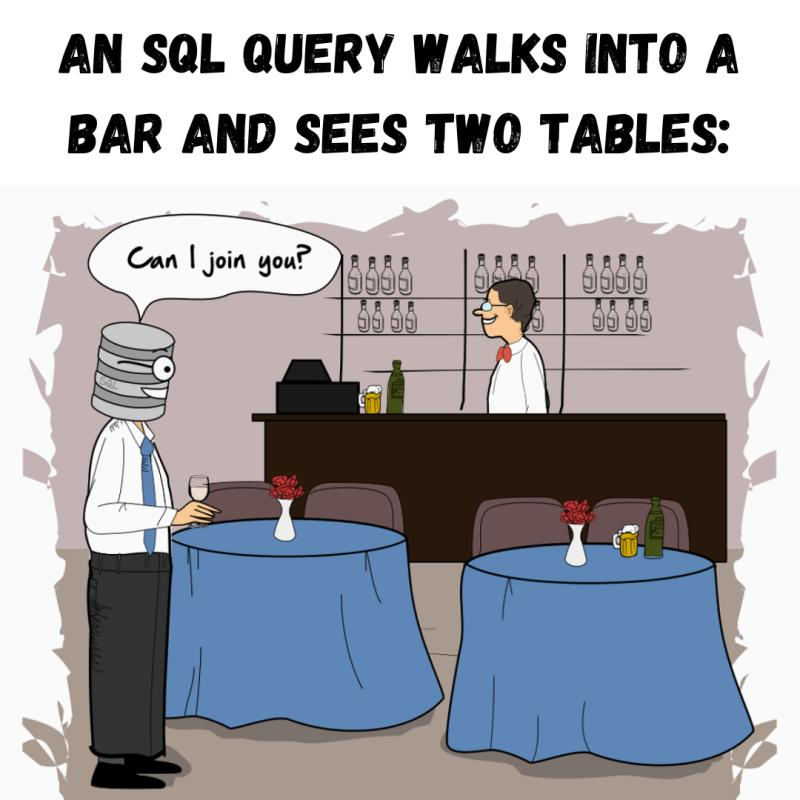 AN SQL QUERY WALKS INTO A
BAR AND SEES TWO TABLES:
Can I join you?
SQL